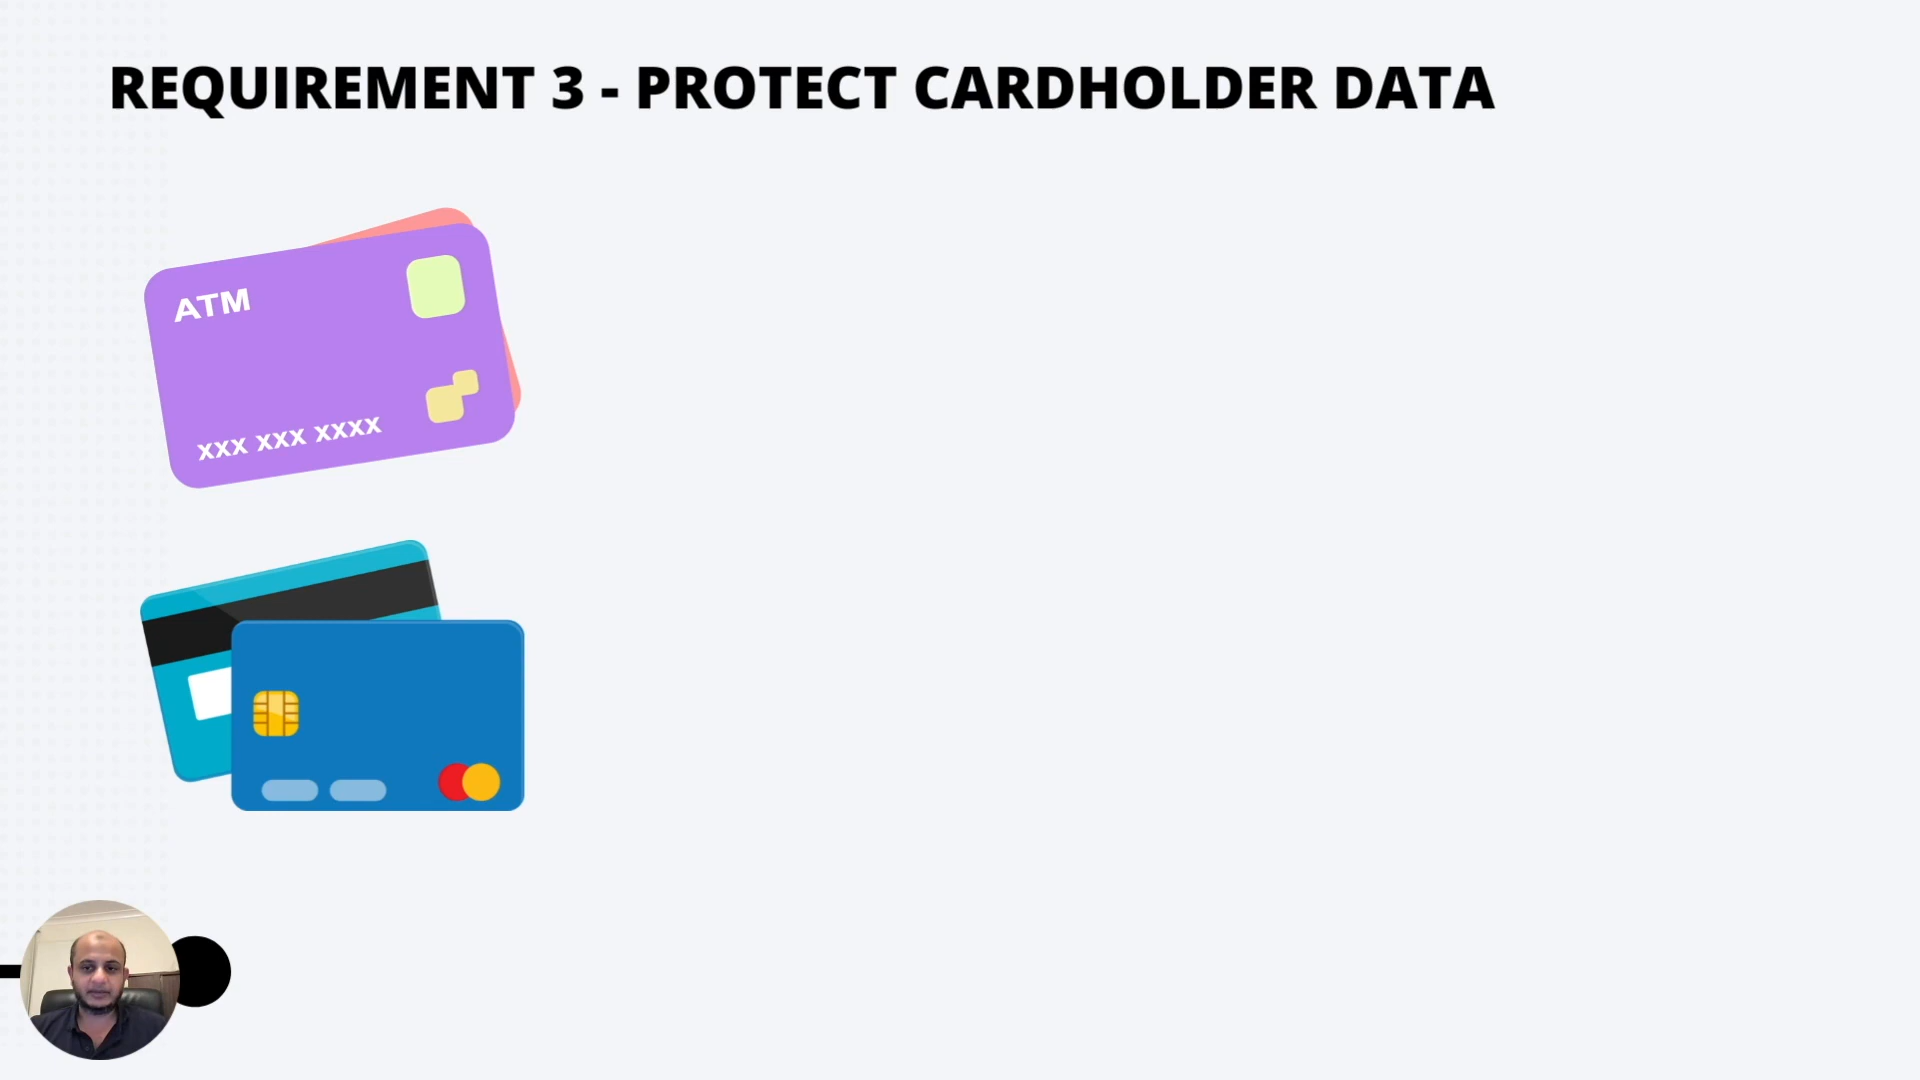 REQUIREMENT 3 - PROTECT CARDHOLDER DATA
ATM
XXX XXX XXXX